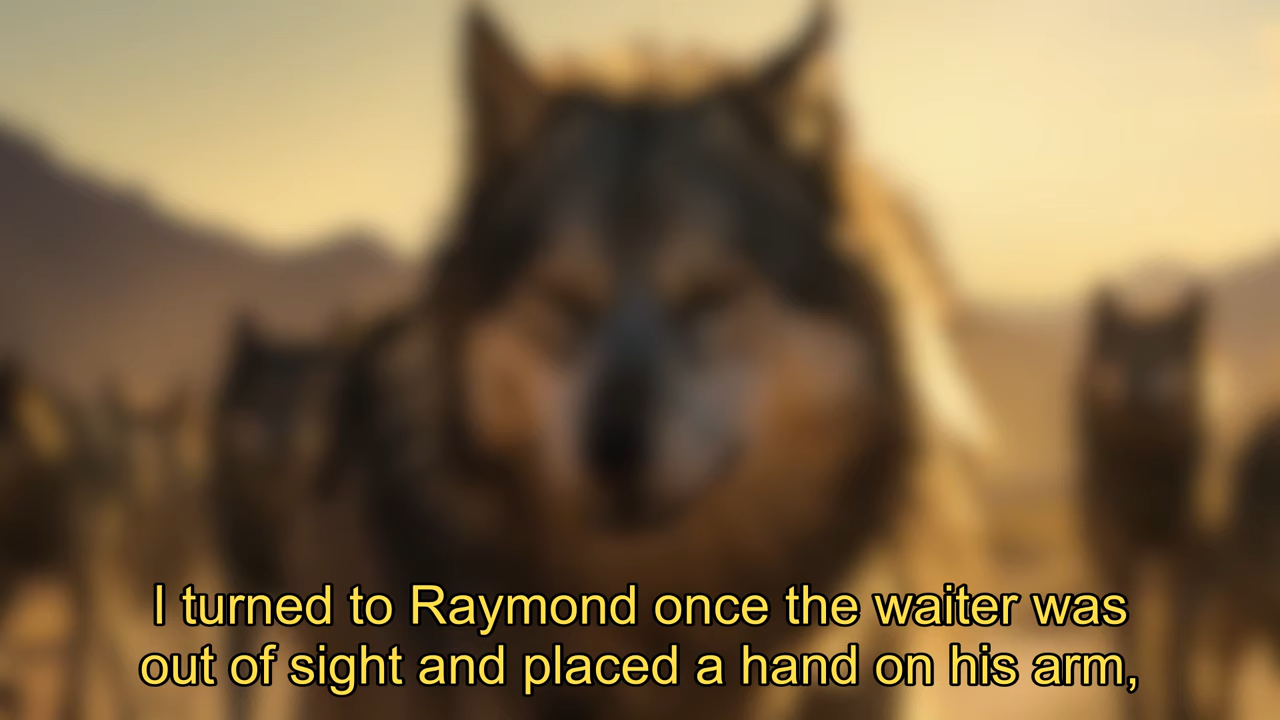 I turned to Raymond once the waiter was
out of sight and placed a hand on his arm,